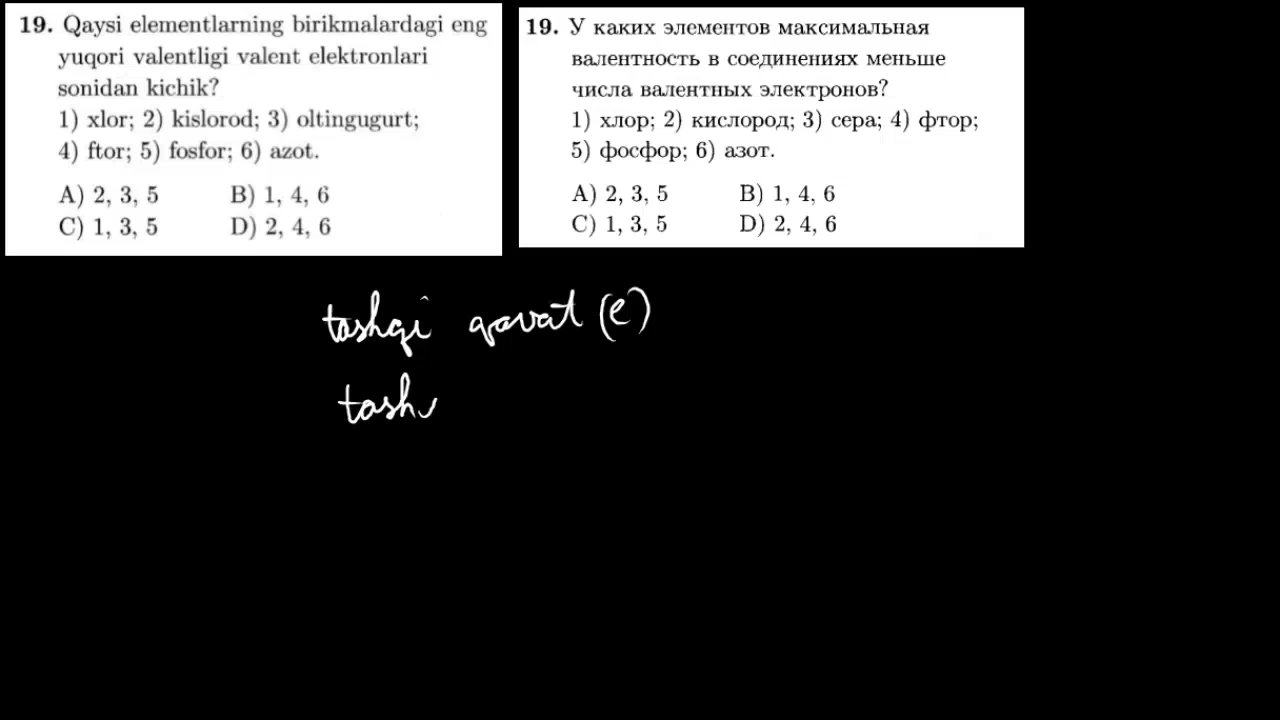 19. Qaysi elementlarning birikmalardagi eng
yuqori valentligi valent elektronlari
sonidan kichik?
1) xlor; 2) kislorod; 3) oltingugurt;
4) ftor; 5) fosfor; 6) azot.
A) 2, 3, 5 B) 1, 4, 6
C) 1, 3, 5 D) 2, 4, 6
19. У каких элементов максимальная
валентность в соединениях меньше
числа валентных электронов?
1) хлор; 2) кислород; 3) сера; 4) фтор;
5) фосфор; 6) азот.
A) 2, 3, 5 B) 1, 4, 6
C) 1, 3, 5 D) 2, 4, 6
tashqi qavat (e)
tash